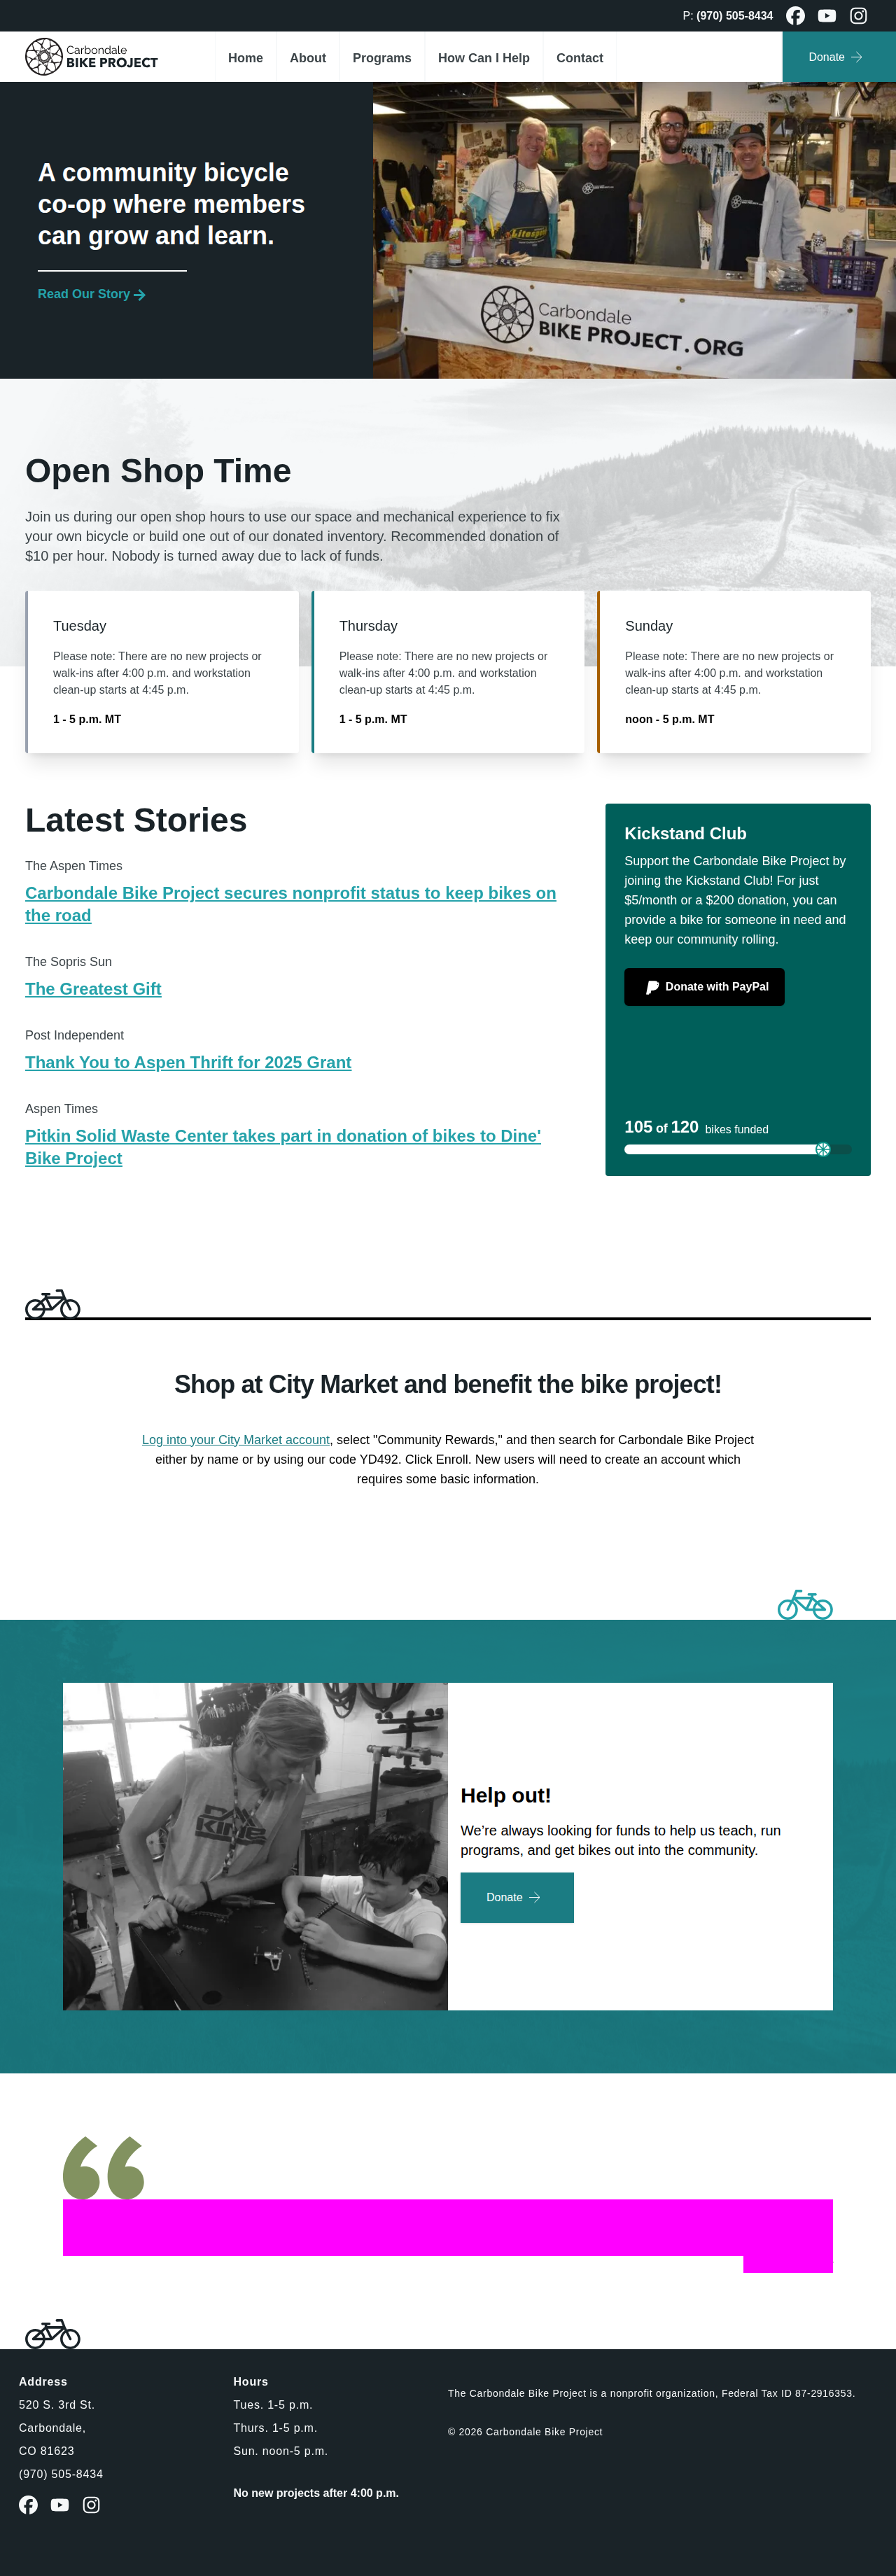 P: (970) 505-8434
Carbondale
BIKE PROJECT
Home
About
Programs
How Can I Help
Contact
Donate
A community bicycle
co-op where members
can grow and learn.
Read Our Story
Litespeed
Carbondale
BIKE PROJECT.ORG
Open Shop Time
Join us during our open shop hours to use our space and mechanical experience to fix
your own bicycle or build one out of our donated inventory. Recommended donation of
$10 per hour. Nobody is turned away due to lack of funds.
Tuesday
Please note: There are no new projects or
walk-ins after 4:00 p.m. and workstation
clean-up starts at 4:45 p.m.
1 - 5 p.m. MT
Thursday
Please note: There are no new projects or
walk-ins after 4:00 p.m. and workstation
clean-up starts at 4:45 p.m.
1 - 5 p.m. MT
Sunday
Please note: There are no new projects or
walk-ins after 4:00 p.m. and workstation
clean-up starts at 4:45 p.m.
noon - 5 p.m. MT
Latest Stories
The Aspen Times
Carbondale Bike Project secures nonprofit status to keep bikes on
the road
The Sopris Sun
The Greatest Gift
Post Independent
Thank You to Aspen Thrift for 2025 Grant
Aspen Times
Pitkin Solid Waste Center takes part in donation of bikes to Dine'
Bike Project
Kickstand Club
Support the Carbondale Bike Project by
joining the Kickstand Club! For just
$5/month or a $200 donation, you can
provide a bike for someone in need and
keep our community rolling.
Donate with PayPal
105 of 120 bikes funded
Shop at City Market and benefit the bike project!
Log into your City Market account, select "Community Rewards," and then search for Carbondale Bike Project
either by name or by using our code YD492. Click Enroll. New users will need to create an account which
requires some basic information.
KING
Help out!
We're always looking for funds to help us teach, run
programs, and get bikes out into the community.
Donate
Address
520 S. 3rd St.
Carbondale,
CO 81623
(970) 505-8434
Hours
Tues. 1-5 p.m.
Thurs. 1-5 p.m.
Sun. noon-5 p.m.
No new projects after 4:00 p.m.
The Carbondale Bike Project is a nonprofit organization, Federal Tax ID 87-2916353.
© 2026 Carbondale Bike Project